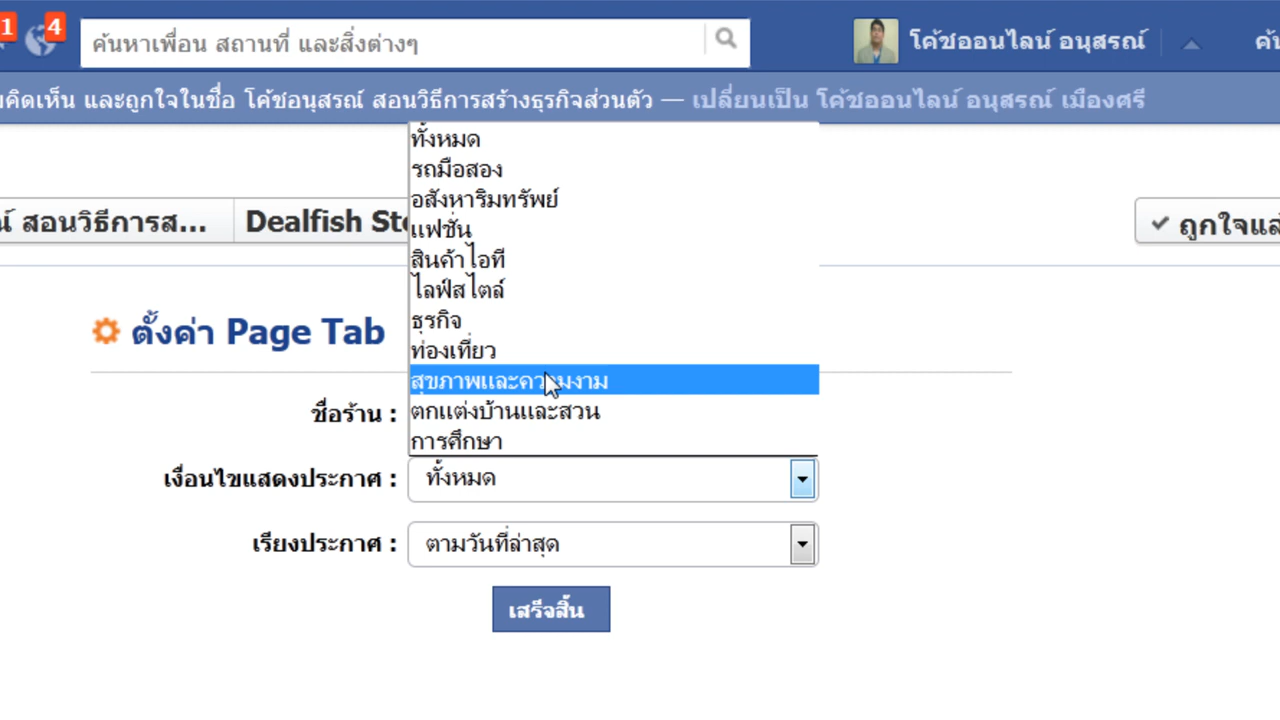 1 4 ค้นหาเพื่อน สถานที่ และสิ่งต่างๆ โค้ชออนไลน์ อนุสรณ์
คิดเห็น และถูกใจในชื่อ โค้ชอนุสรณ์ สอนวิธีการสร้างธุรกิจส่วนตัว — เปลี่ยนเป็น โค้ชออนไลน์ อนุสรณ์ เมืองศรี
ทั้งหมด
รถมือสอง
อสังหาริมทรัพย์
แฟชั่น
สินค้าไอที
ไลฟ์สไตล์
ธุรกิจ
ท่องเที่ยว
สุขภาพและความงาม
ตกแต่งบ้านและสวน
การศึกษา
สอนวิธีการส... Dealfish Sto ถูกใจแล้
ตั้งค่า Page Tab
ชื่อร้าน :
เงื่อนไขแสดงประกาศ : ทั้งหมด
เรียงประกาศ : ตามวันที่ล่าสุด
เสร็จสิ้น